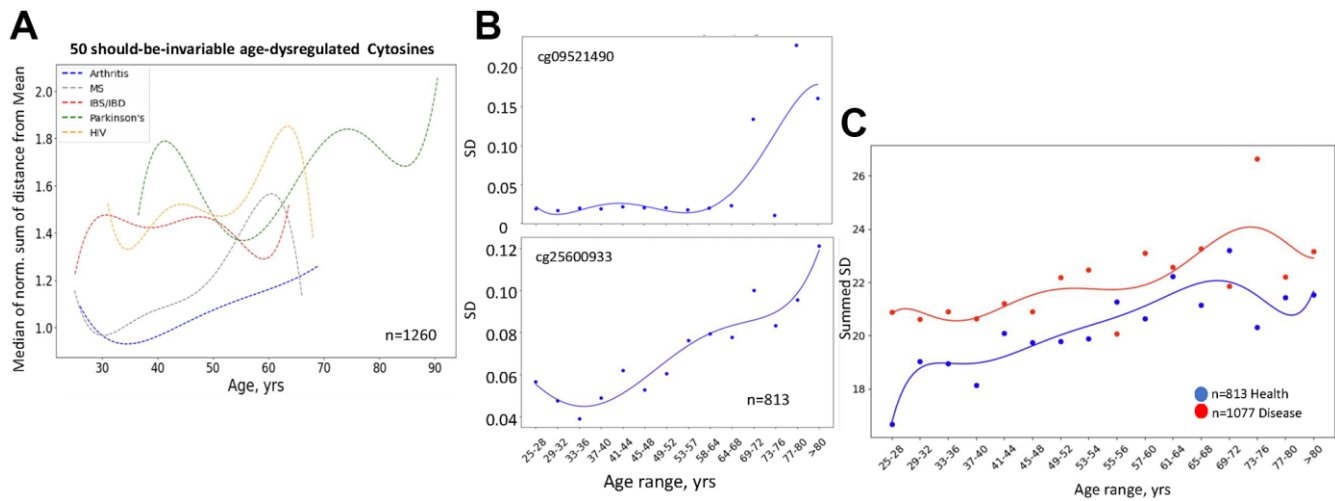 A
50 should-be-invariable age-dysregulated Cytosines
Median of norm. sum of distance from Mean
2.0
1.8
1.6
1.4
1.2
1.0
Arthritis
MS
IBS/IBD
Parkinson's
HIV
n=1260
30
40
50
60
70
80
90
Age, yrs
B
cg09521490
SD
0.20
0.15
0.10
0.05
0
cg25600933
SD
0.12
0.10
0.08
0.06
0.04
n=813
25-28
29-32
33-36
37-40
41-44
45-48
49-52
53-57
58-64
64-68
69-72
73-76
77-80
>80
Age range, yrs
C
Summed SD
26
24
22
20
18
n=813 Health
n=1077 Disease
25-28
29-32
33-36
37-40
41-44
45-48
49-52
53-54
55-56
57-60
61-64
65-68
69-72
73-76
77-80
>80
Age range, yrs